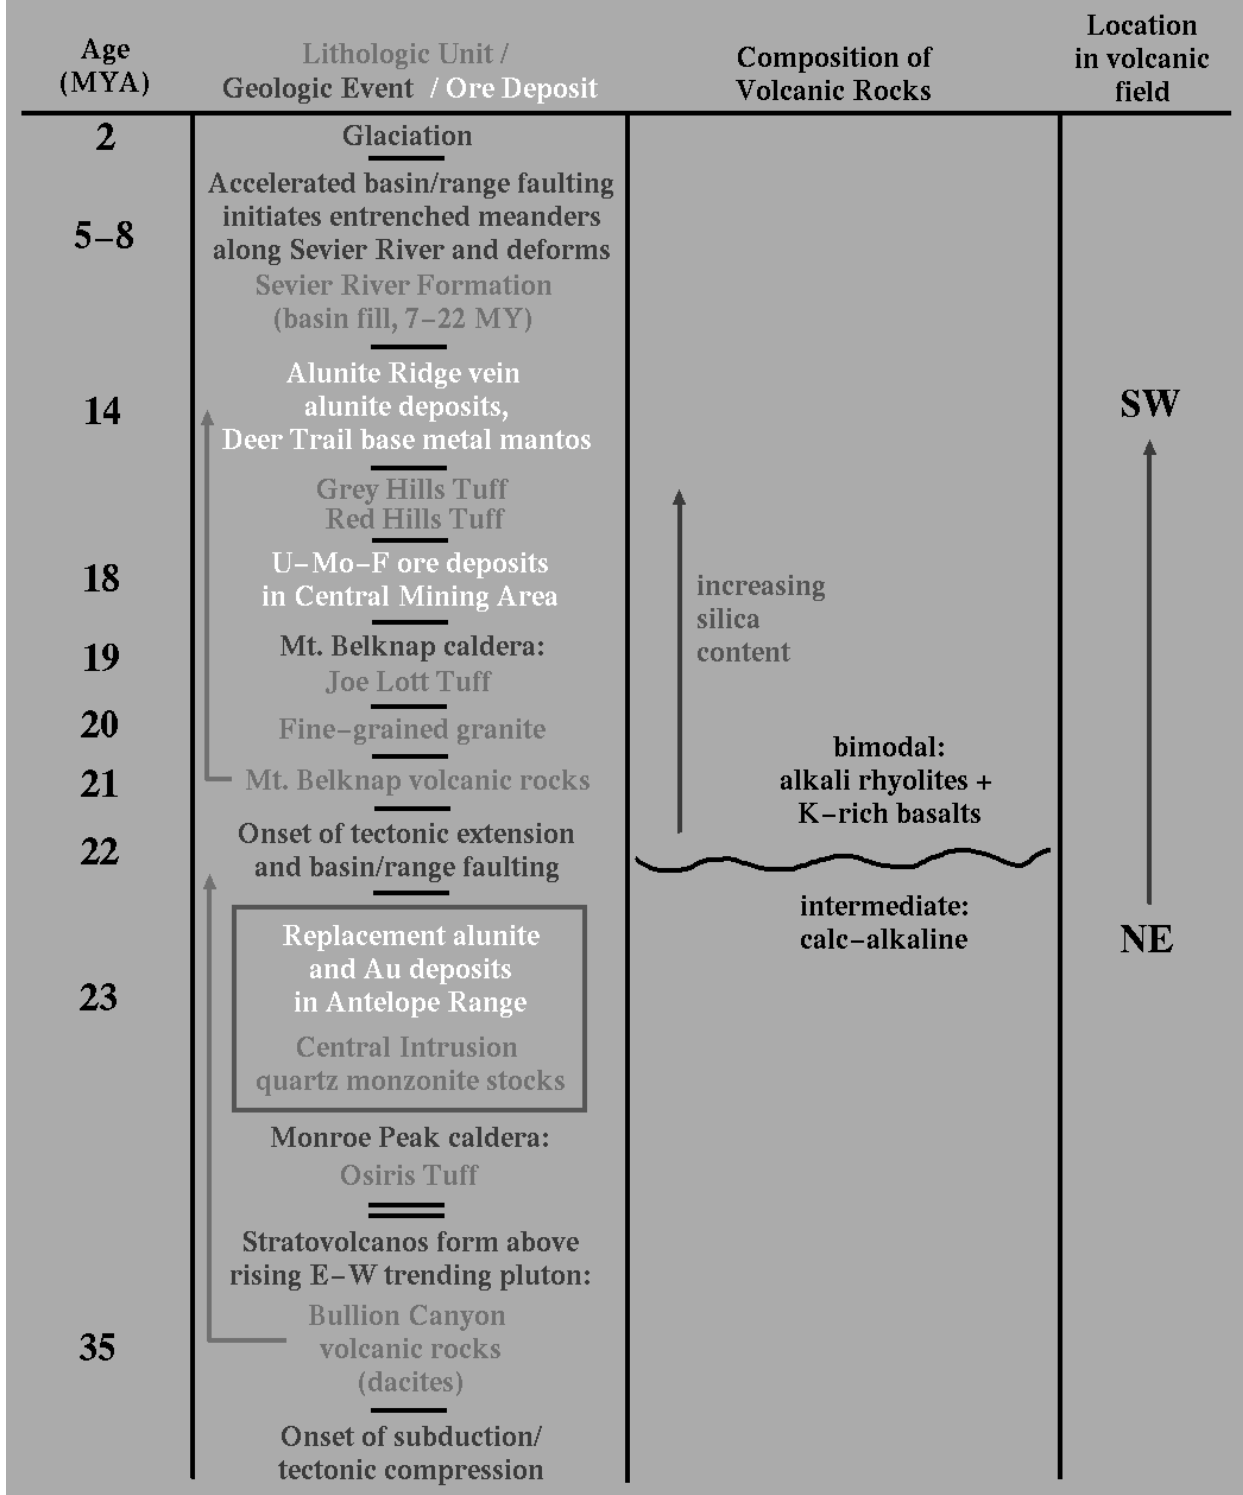 Age
(MYA)
Lithologic Unit /
Geologic Event / Ore Deposit
Composition of
Volcanic Rocks
Location
in volcanic
field
2
Glaciation
5–8
Accelerated basin/range faulting
initiates entrenched meanders
along Sevier River and deforms
Sevier River Formation
(basin fill, 7–22 MY)
14
Alunite Ridge vein
alunite deposits,
Deer Trail base metal mantos
Grey Hills Tuff
Red Hills Tuff
18
U–Mo–F ore deposits
in Central Mining Area
19
Mt. Belknap caldera:
Joe Lott Tuff
20
Fine–grained granite
21
Mt. Belknap volcanic rocks
22
Onset of tectonic extension
and basin/range faulting
23
Replacement alunite
and Au deposits
in Antelope Range
Central Intrusion
quartz monzonite stocks
Monroe Peak caldera:
Osiris Tuff
Stratovolcanos form above
rising E–W trending pluton:
35
Bullion Canyon
volcanic rocks
(dacites)
Onset of subduction/
tectonic compression
increasing
silica
content
bimodal:
alkali rhyolites +
K–rich basalts
intermediate:
calc–alkaline
SW
NE